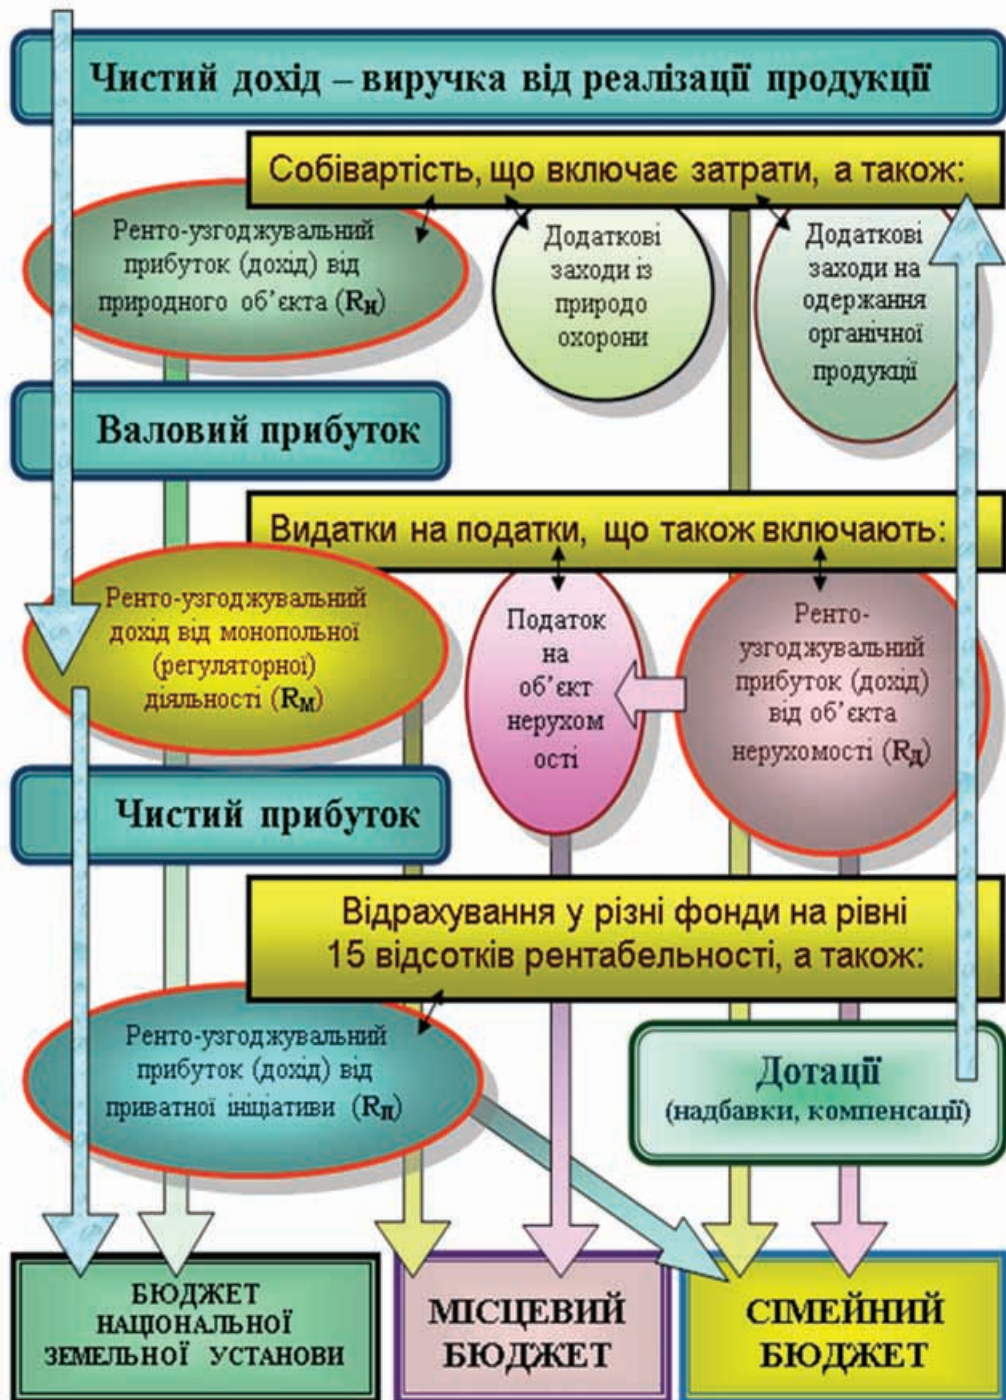 Чистий дохід – виручка від реалізації продукції
Собівартість, що включає затрати, а також:
Ренто-узгоджувальний
прибуток (дохід) від
природного об’єкта (Rн)
Додаткові
заходи із
природо
охорони
Додаткові
заходи на
одержання
органічної
продукції
Валовий прибуток
Видатки на податки, що також включають:
Ренто-узгоджувальний
дохід від монопольної
(регуляторної)
діяльності (Rм)
Податок
на
об’єкт
нерухом
ості
Ренто-
узгоджувальний
прибуток (дохід)
від об’єкта
нерухомості (Rд)
Чистий прибуток
Відрахування у різні фонди на рівні
15 відсотків рентабельності, а також:
Ренто-узгоджувальний
прибуток (дохід) від
приватної ініціативи (Rп)
Дотації
(надбавки, компенсації)
БЮДЖЕТ
НАЦІОНАЛЬНОЇ
ЗЕМЕЛЬНОЇ УСТАНОВИ
МІСЦЕВИЙ
БЮДЖЕТ
СІМЕЙНИЙ
БЮДЖЕТ